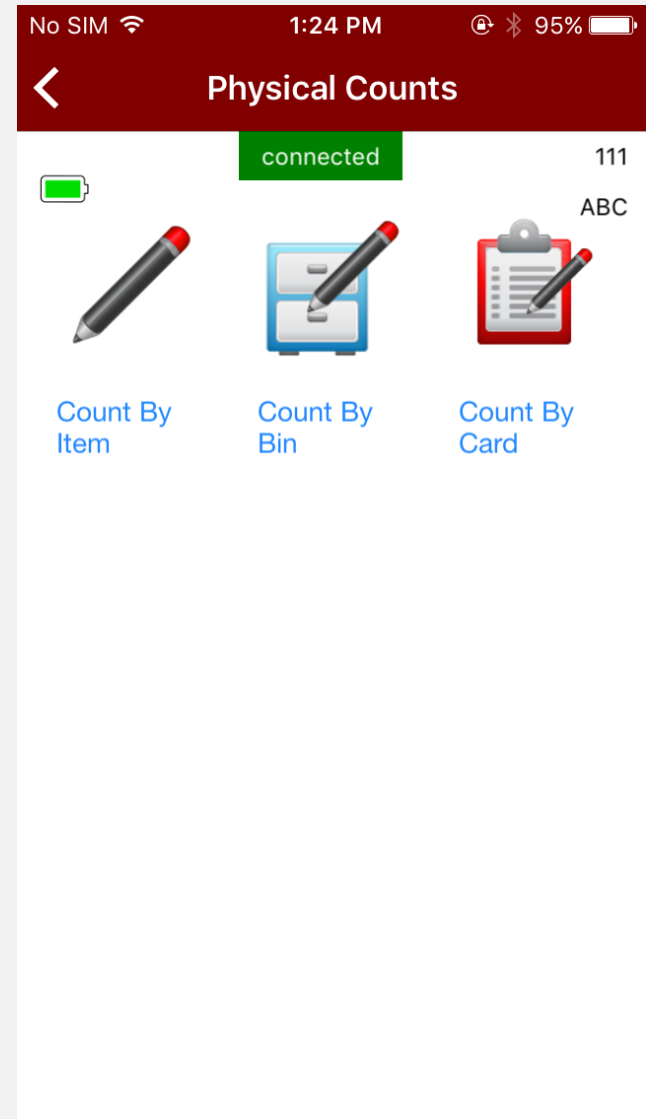 No SIM 1:24 PM 95%
Physical Counts
connected 111
ABC
Count By Count By Count By
Item Bin Card